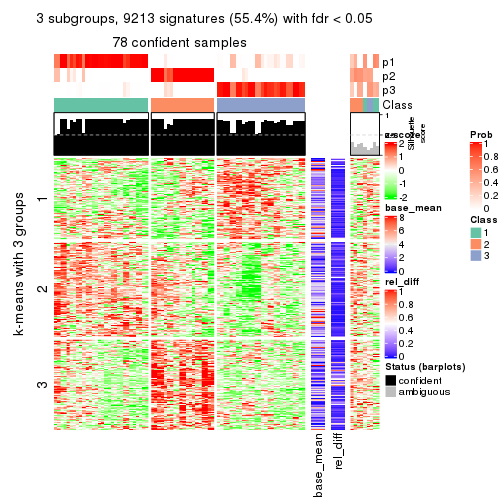 3 subgroups, 9213 signatures (55.4%) with fdr < 0.05
78 confident samples
p1
p2
p3
Class
1
Silhouette
score
k-means with 3 groups
1
2
3
base_mean
rel_diff
z-score
2
1
0
-1
-2
base_mean
8
6
4
2
0
rel_diff
1
0.8
0.6
0.4
0.2
0
Status (barplots)
confident
ambiguous
Prob
1
0.8
0.6
0.4
0.2
0
Class
1
2
3